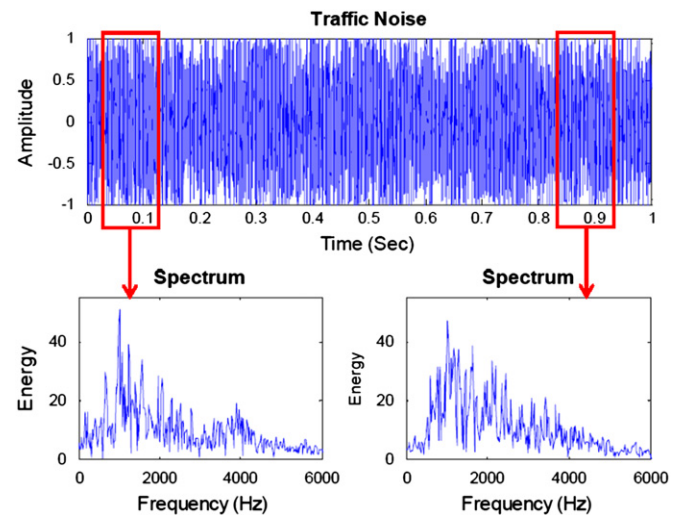 Traffic Noise
1
0.5
0
-0.5
-1
Amplitude
0 0.1 0.2 0.3 0.4 0.5 0.6 0.7 0.8 0.9 1
Time (Sec)
Spectrum
40
20
0
Energy
0 2000 4000 6000
Frequency (Hz)
Spectrum
40
20
0
Energy
0 2000 4000 6000
Frequency (Hz)